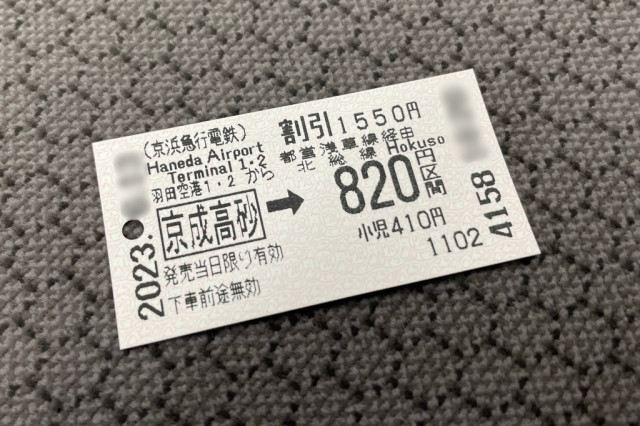 (京浜急行電鉄)
Haneda Airport
Terminal 1・2
羽田空港1・2 から
割引1550円
都営浅草線経由
北総線 Hokuso
京成高砂 → 820円区間
小児410円
発売当日限り有効
下車前途無効
2023.
1102
4158